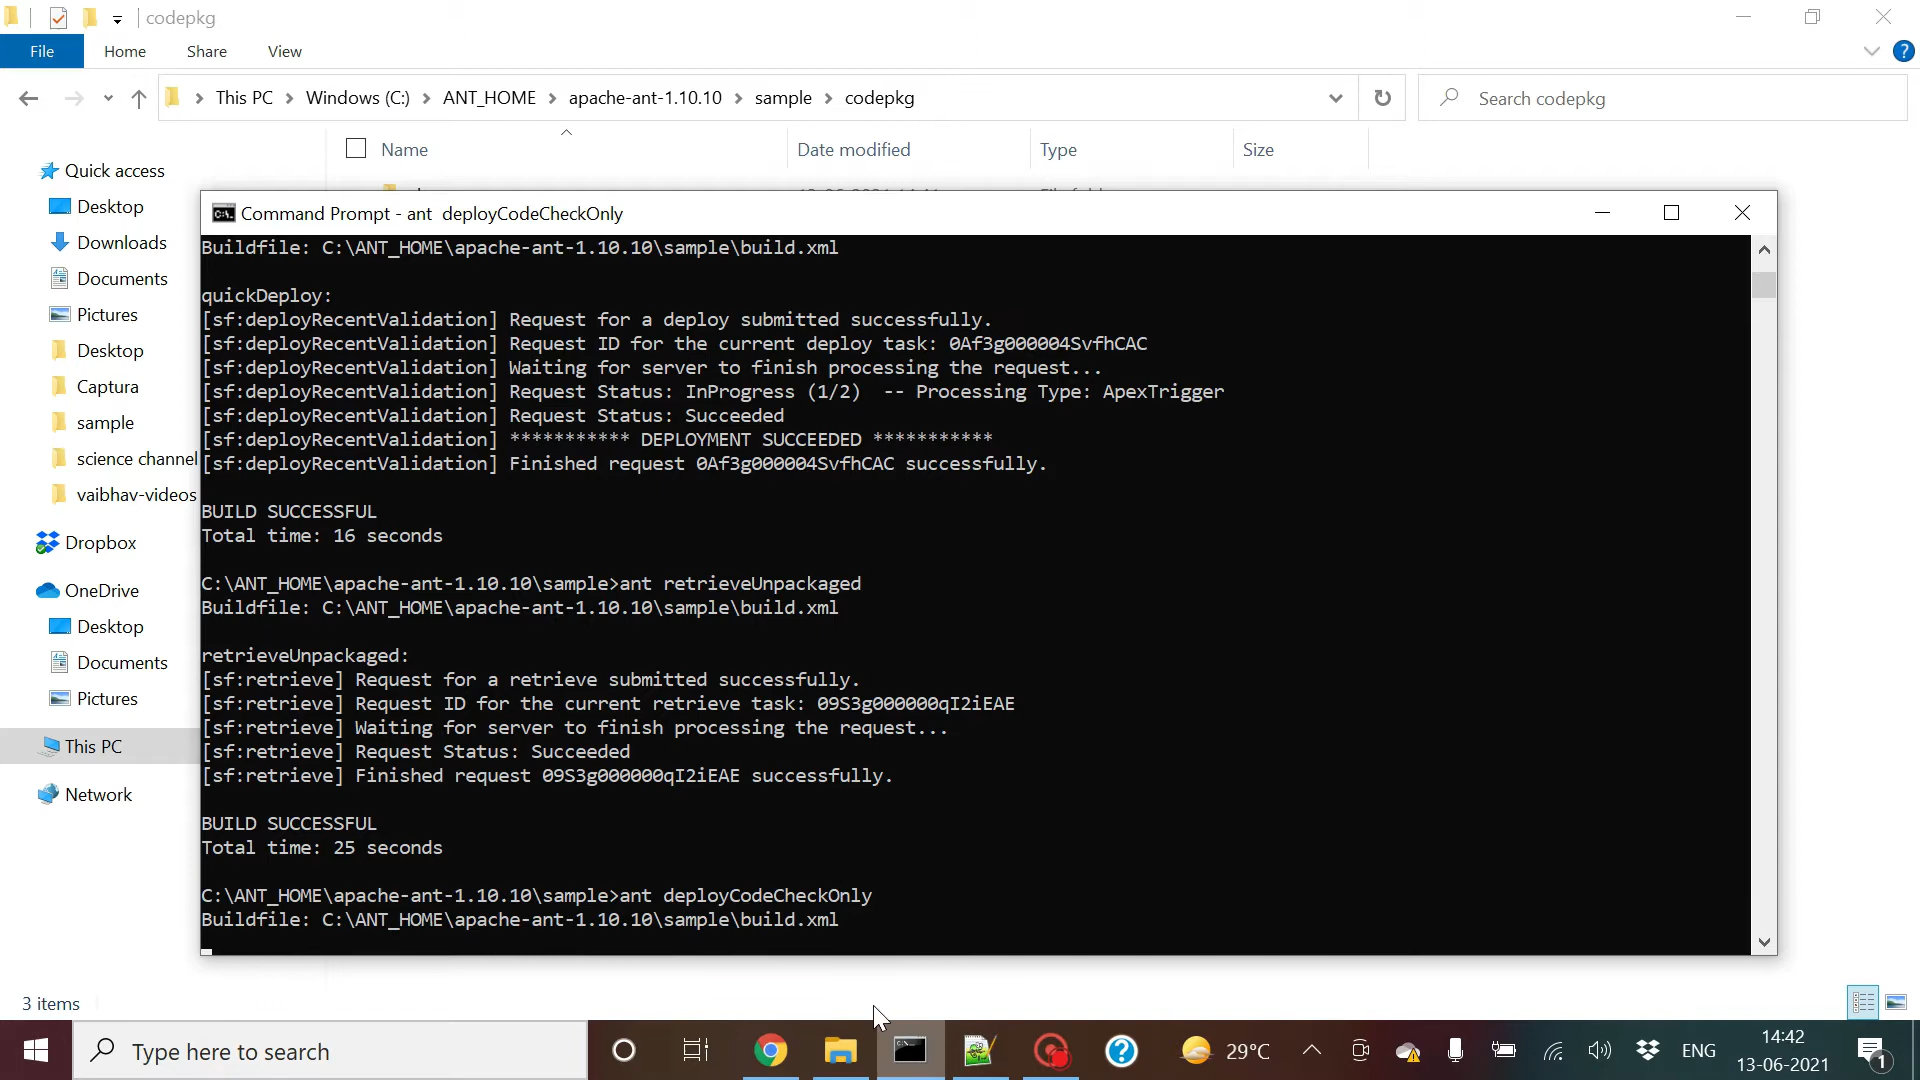 codepkg
File
Home
Share
View
This PC
Windows (C:)
ANT_HOME
apache-ant-1.10.10
sample
codepkg
Search codepkg
Name
Date modified
Type
Size
Quick access
Desktop
Downloads
Documents
Pictures
Desktop
Captura
sample
science channel
vaibhav-videos
Dropbox
OneDrive
Desktop
Documents
Pictures
This PC
Network
Command Prompt - ant  deployCodeCheckOnly
Buildfile: C:\ANT_HOME\apache-ant-1.10.10\sample\build.xml
quickDeploy:
[sf:deployRecentValidation] Request for a deploy submitted successfully.
[sf:deployRecentValidation] Request ID for the current deploy task: 0Af3g000004SvfhCAC
[sf:deployRecentValidation] Waiting for server to finish processing the request...
[sf:deployRecentValidation] Request Status: InProgress (1/2)  -- Processing Type: ApexTrigger
[sf:deployRecentValidation] Request Status: Succeeded
[sf:deployRecentValidation] *********** DEPLOYMENT SUCCEEDED ***********
[sf:deployRecentValidation] Finished request 0Af3g000004SvfhCAC successfully.
BUILD SUCCESSFUL
Total time: 16 seconds
C:\ANT_HOME\apache-ant-1.10.10\sample>ant retrieveUnpackaged
Buildfile: C:\ANT_HOME\apache-ant-1.10.10\sample\build.xml
retrieveUnpackaged:
[sf:retrieve] Request for a retrieve submitted successfully.
[sf:retrieve] Request ID for the current retrieve task: 09S3g000000qI2iEAE
[sf:retrieve] Waiting for server to finish processing the request...
[sf:retrieve] Request Status: Succeeded
[sf:retrieve] Finished request 09S3g000000qI2iEAE successfully.
BUILD SUCCESSFUL
Total time: 25 seconds
C:\ANT_HOME\apache-ant-1.10.10\sample>ant deployCodeCheckOnly
Buildfile: C:\ANT_HOME\apache-ant-1.10.10\sample\build.xml
3 items
Type here to search
29°C
ENG
14:42
13-06-2021
1